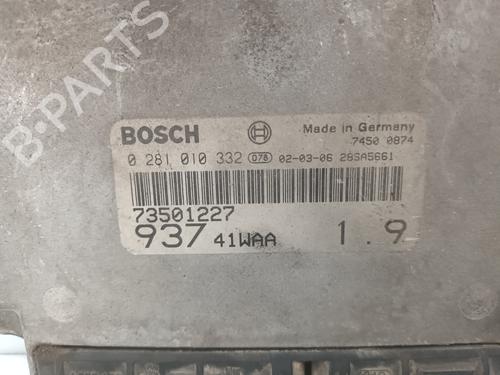 BOSCH
Made in Germany
7450 0874
0 281 010 332 078 02-03-06 28SA5661
73501227
937 41WAA 1.9
B-PARTS